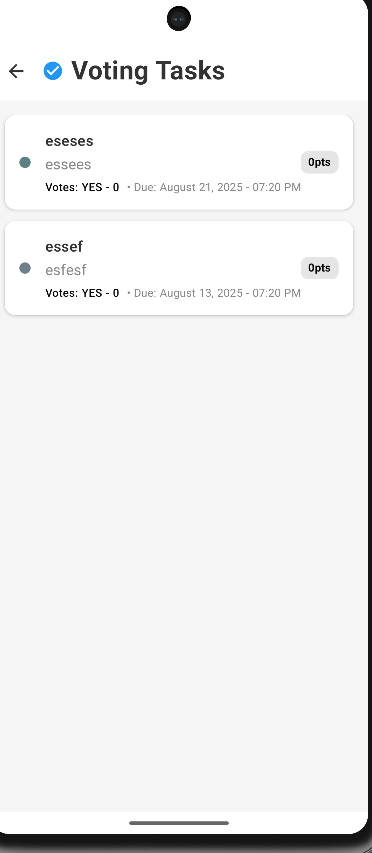 Voting Tasks
eseses
essees
0pts
Votes: YES - 0 • Due: August 21, 2025 - 07:20 PM
essef
esfesf
0pts
Votes: YES - 0 • Due: August 13, 2025 - 07:20 PM